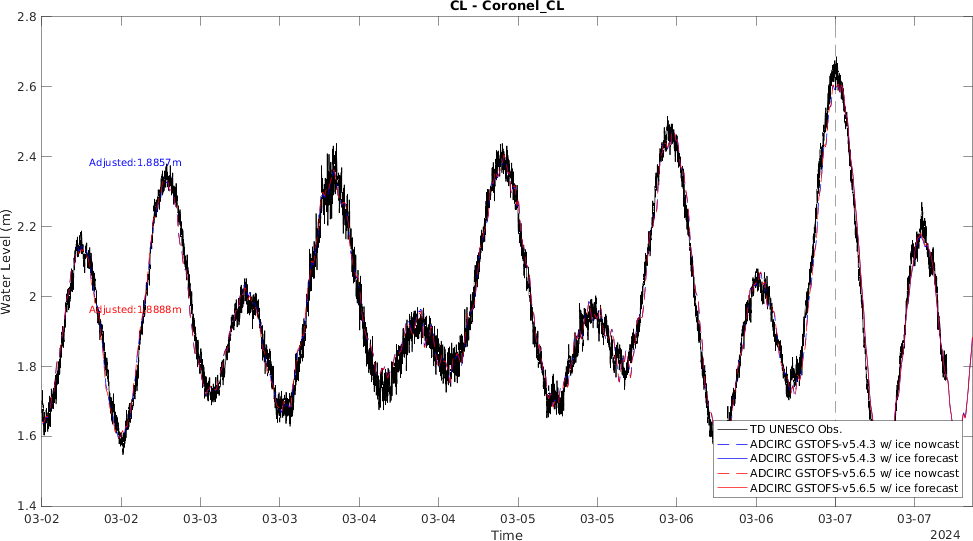 CL - Coronel_CL
2.8
2.6
2.4
2.2
2
1.8
1.6
1.4
Water Level (m)
Adjusted:1.8857m
Adjusted:1.8888m
TD UNESCO Obs.
ADCIRC GSTOFS-v5.4.3 w/ ice nowcast
ADCIRC GSTOFS-v5.4.3 w/ ice forecast
ADCIRC GSTOFS-v5.6.5 w/ ice nowcast
ADCIRC GSTOFS-v5.6.5 w/ ice forecast
03-02 03-02 03-03 03-03 03-04 03-04 03-05 03-05 03-06 03-06 03-07 03-07
Time
2024